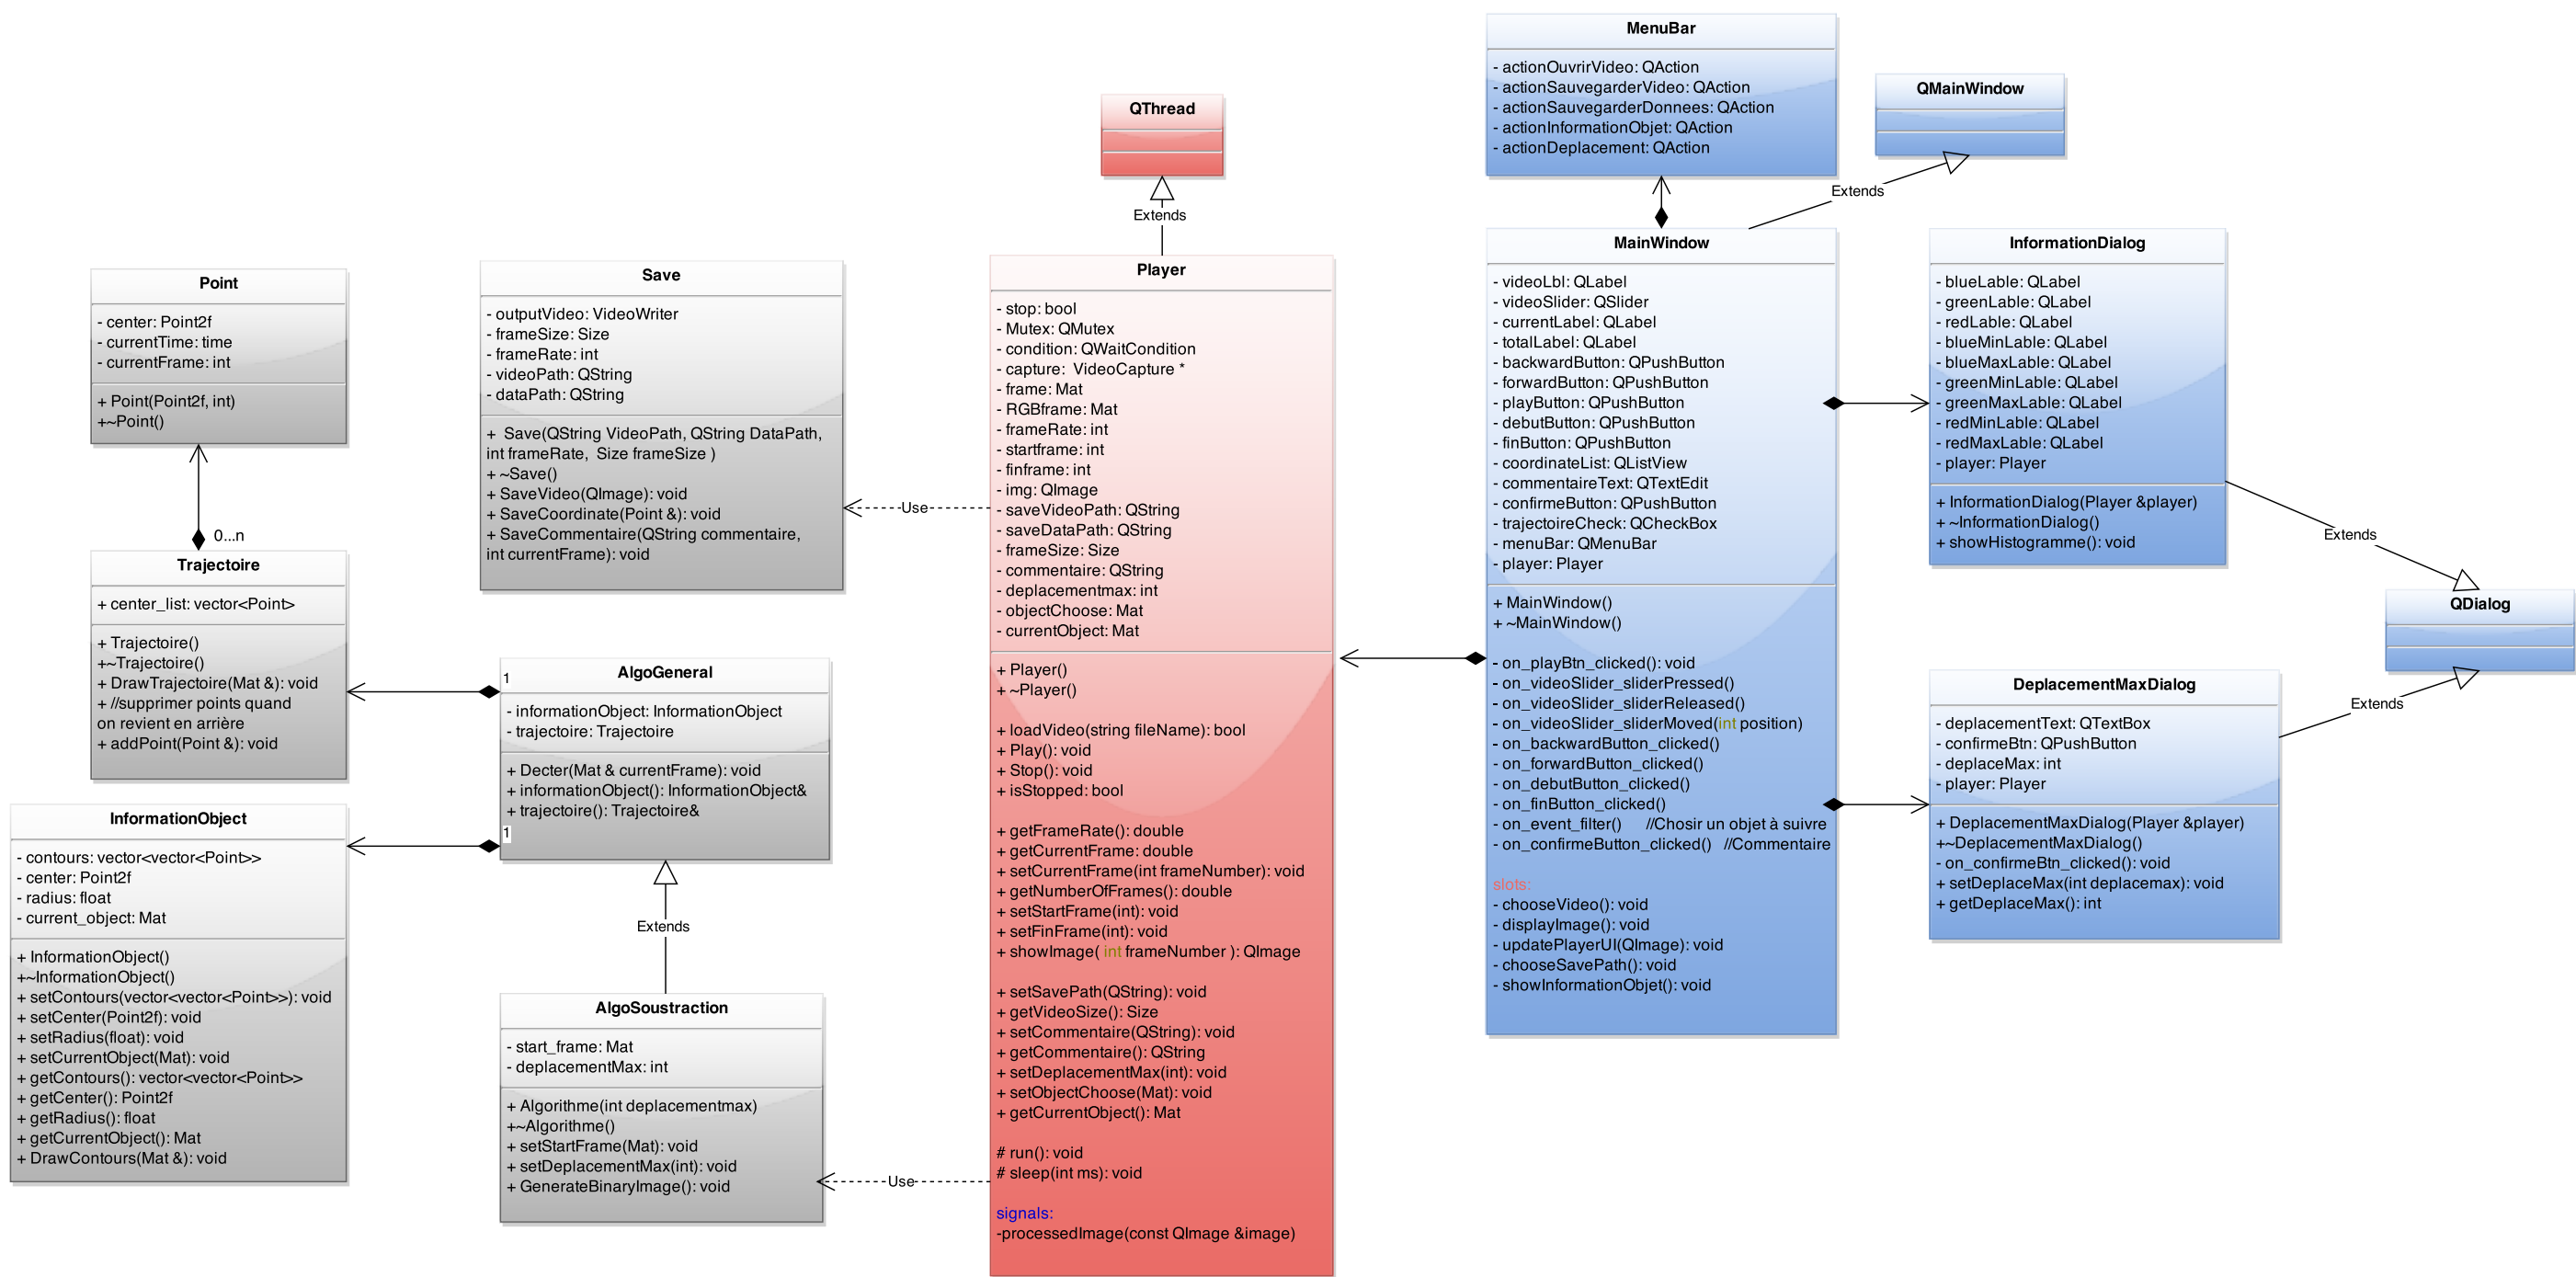 Point
- center: Point2f
- currentTime: time
- currentFrame: int
+ Point(Point2f, int)
+~Point()
0...n
Trajectoire
+ center_list: vector<Point>
+ Trajectoire()
+~Trajectoire()
+ DrawTrajectoire(Mat &): void
+ //supprimer points quand
on revient en arrière
+ addPoint(Point &): void
InformationObject
- contours: vector<vector<Point>>
- center: Point2f
- radius: float
- current_object: Mat
+ InformationObject()
+~InformationObject()
+ setContours(vector<vector<Point>>): void
+ setCenter(Point2f): void
+ setRadius(float): void
+ setCurrentObject(Mat): void
+ getContours(): vector<vector<Point>>
+ getCenter(): Point2f
+ getRadius(): float
+ getCurrentObject(): Mat
+ DrawContours(Mat &): void
Save
- outputVideo: VideoWriter
- frameSize: Size
- frameRate: int
- videoPath: QString
- dataPath: QString
+  Save(QString VideoPath, QString DataPath,
int frameRate,  Size frameSize )
+ ~Save()
+ SaveVideo(QImage): void
+ SaveCoordinate(Point &): void
+ SaveCommentaire(QString commentaire,
int currentFrame): void
Use
1
AlgoGeneral
- informationObject: InformationObject
- trajectoire: Trajectoire
+ Decter(Mat & currentFrame): void
+ informationObject(): InformationObject&
+ trajectoire(): Trajectoire&
1
Extends
AlgoSoustraction
- start_frame: Mat
- deplacementMax: int
+ Algorithme(int deplacementmax)
+~Algorithme()
+ setStartFrame(Mat): void
+ setDeplacementMax(int): void
+ GenerateBinaryImage(): void
Use
QThread
Extends
Player
- stop: bool
- Mutex: QMutex
- condition: QWaitCondition
- capture:  VideoCapture *
- frame: Mat
- RGBframe: Mat
- frameRate: int
- startframe: int
- finframe: int
- img: QImage
- saveVideoPath: QString
- saveDataPath: QString
- frameSize: Size
- commentaire: QString
- deplacementmax: int
- objectChoose: Mat
- currentObject: Mat
+ Player()
+ ~Player()
+ loadVideo(string fileName): bool
+ Play(): void
+ Stop(): void
+ isStopped: bool
+ getFrameRate(): double
+ getCurrentFrame: double
+ setCurrentFrame(int frameNumber): void
+ getNumberOfFrames(): double
+ setStartFrame(int): void
+ setFinFrame(int): void
+ showImage( int frameNumber ): QImage
+ setSavePath(QString): void
+ getVideoSize(): Size
+ setCommentaire(QString): void
+ getCommentaire(): QString
+ setDeplacementMax(int): void
+ setObjectChoose(Mat): void
+ getCurrentObject(): Mat
# run(): void
# sleep(int ms): void
signals:
-processedImage(const QImage &image)
MenuBar
- actionOuvrirVideo: QAction
- actionSauvegarderVideo: QAction
- actionSauvegarderDonnees: QAction
- actionInformationObjet: QAction
- actionDeplacement: QAction
QMainWindow
Extends
MainWindow
- videoLbl: QLabel
- videoSlider: QSlider
- currentLabel: QLabel
- totalLabel: QLabel
- backwardButton: QPushButton
- forwardButton: QPushButton
- playButton: QPushButton
- debutButton: QPushButton
- finButton: QPushButton
- coordinateList: QListView
- commentaireText: QTextEdit
- confirmeButton: QPushButton
- trajectoireCheck: QCheckBox
- menuBar: QMenuBar
- player: Player
+ MainWindow()
+ ~MainWindow()
- on_playBtn_clicked(): void
- on_videoSlider_sliderPressed()
- on_videoSlider_sliderReleased()
- on_videoSlider_sliderMoved(int position)
- on_backwardButton_clicked()
- on_forwardButton_clicked()
- on_debutButton_clicked()
- on_finButton_clicked()
- on_event_filter()      //Chosir un objet à suivre
- on_confirmeButton_clicked()   //Commentaire
slots:
- chooseVideo(): void
- displayImage(): void
- updatePlayerUI(QImage): void
- chooseSavePath(): void
- showInformationObjet(): void
InformationDialog
- blueLable: QLabel
- greenLable: QLabel
- redLable: QLabel
- blueMinLable: QLabel
- blueMaxLable: QLabel
- greenMinLable: QLabel
- greenMaxLable: QLabel
- redMinLable: QLabel
- redMaxLable: QLabel
- player: Player
+ InformationDialog(Player &player)
+ ~InformationDialog()
+ showHistogramme(): void
Extends
QDialog
Extends
DeplacementMaxDialog
- deplacementText: QTextBox
- confirmeBtn: QPushButton
- deplaceMax: int
- player: Player
+ DeplacementMaxDialog(Player &player)
+~DeplacementMaxDialog()
- on_confirmeBtn_clicked(): void
+ setDeplaceMax(int deplacemax): void
+ getDeplaceMax(): int